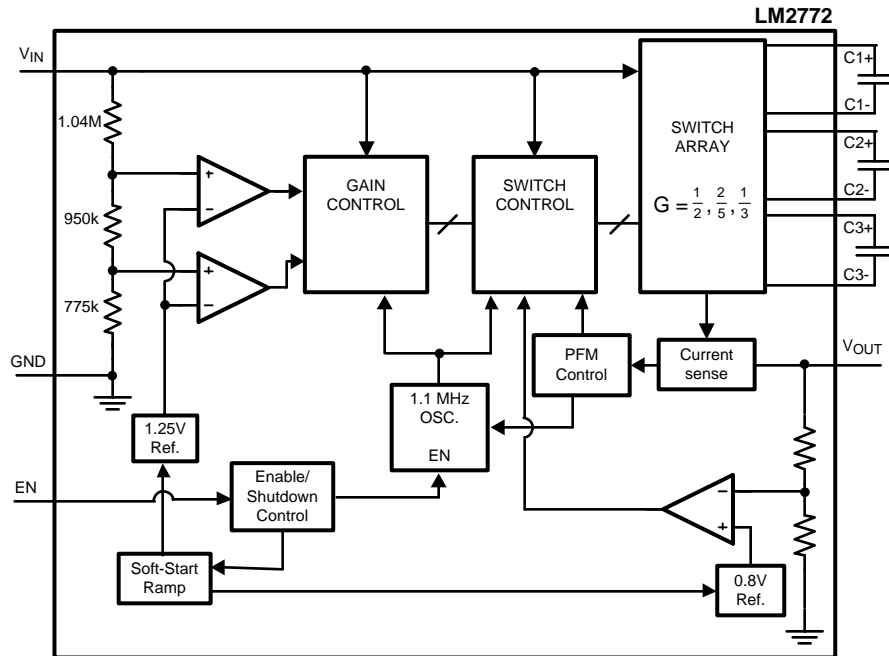 LM2772
VIN
1.04M
950k
775k
GND
EN
+
−
+
−
GAIN
CONTROL
SWITCH
CONTROL
SWITCH
ARRAY
G = 1/2, 2/5, 1/3
C1+
C1-
C2+
C2-
C3+
C3-
1.25V
Ref.
1.1 MHz
OSC.
EN
PFM
Control
Current
sense
VOUT
Enable/
Shutdown
Control
Soft-Start
Ramp
−
+
0.8V
Ref.